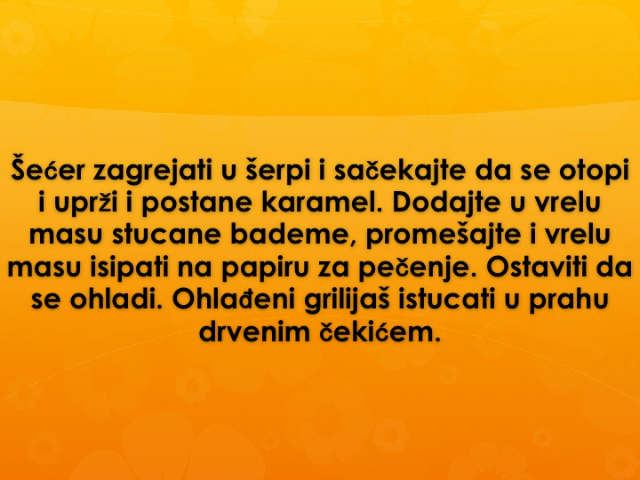 Šećer zagrejati u šerpi i sačekajte da se otopi
i uprži i postane karamel. Dodajte u vrelu
masu stucane bademe, promešajte i vrelu
masu isipati na papiru za pečenje. Ostaviti da
se ohladi. Ohlađeni grilijaš istucati u prahu
drvenim čekićem.